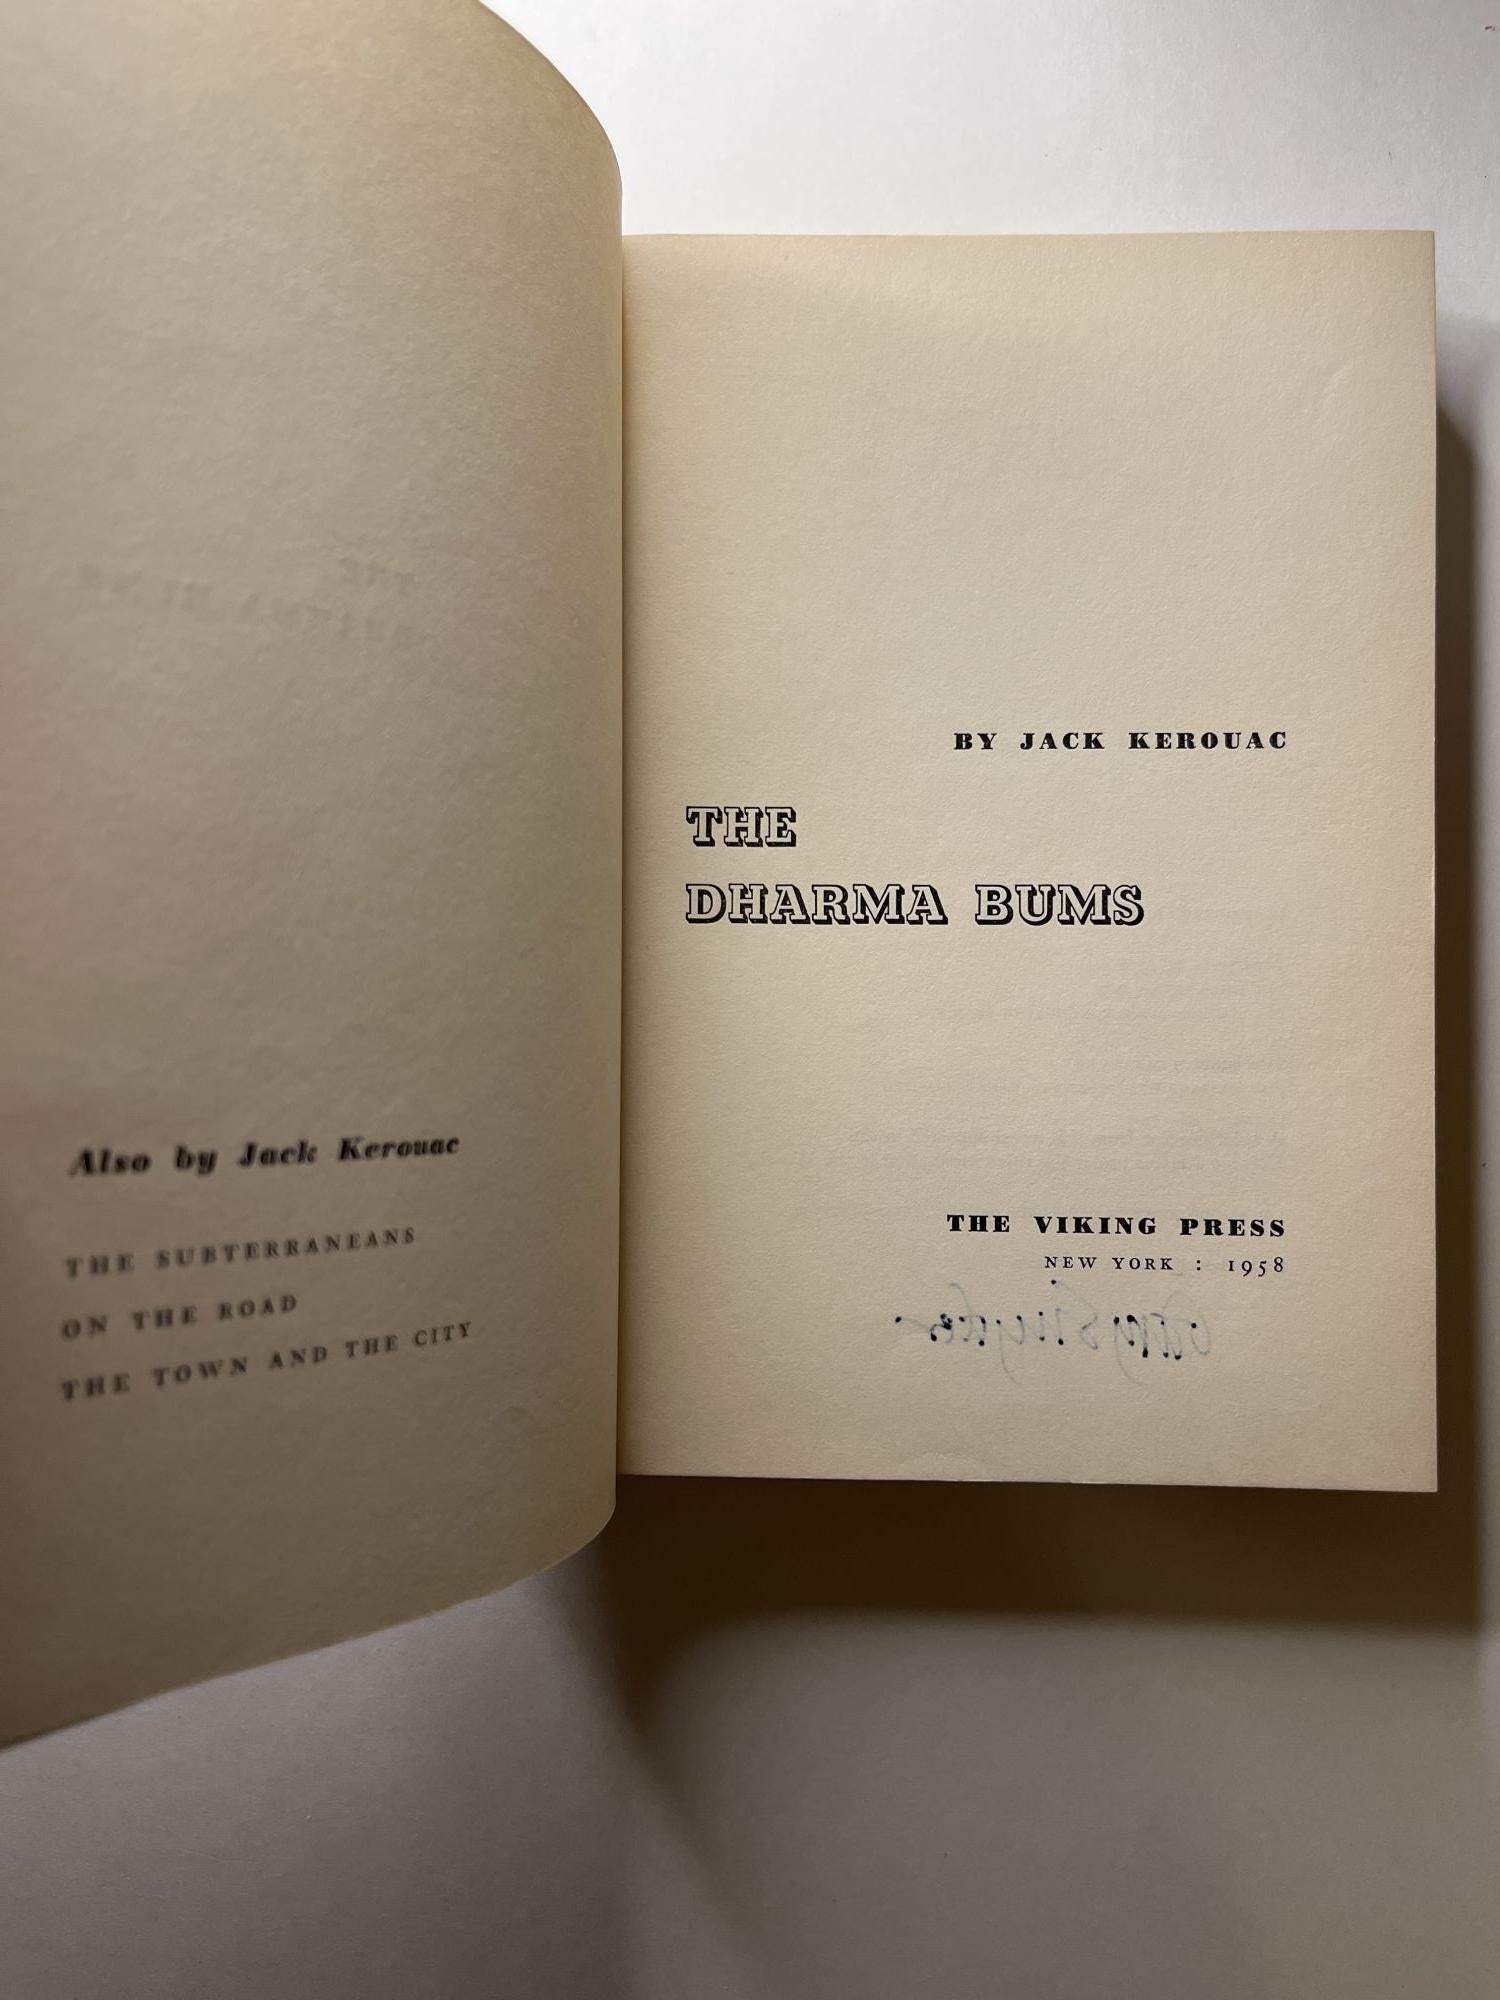 Also by Jack Kerouac
THE SUBTERRANEANS
ON THE ROAD
THE TOWN AND THE CITY
BY JACK KEROUAC
THE
DHARMA BUMS
THE VIKING PRESS
NEW YORK : 1958